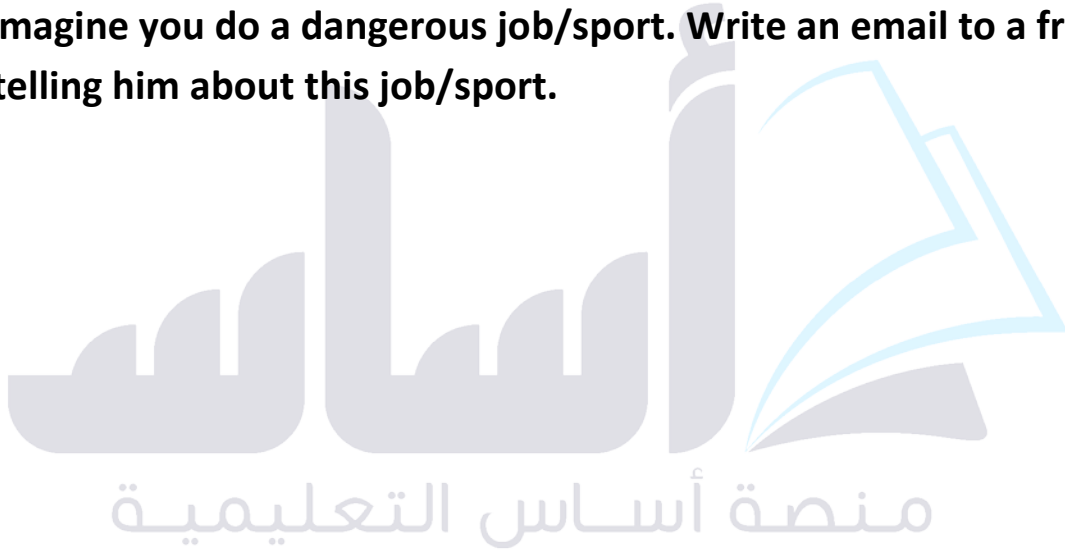 magine you do a dangerous job/sport. Write an email to a fr
telling him about this job/sport.
أساس
منصة أساس التعليمية